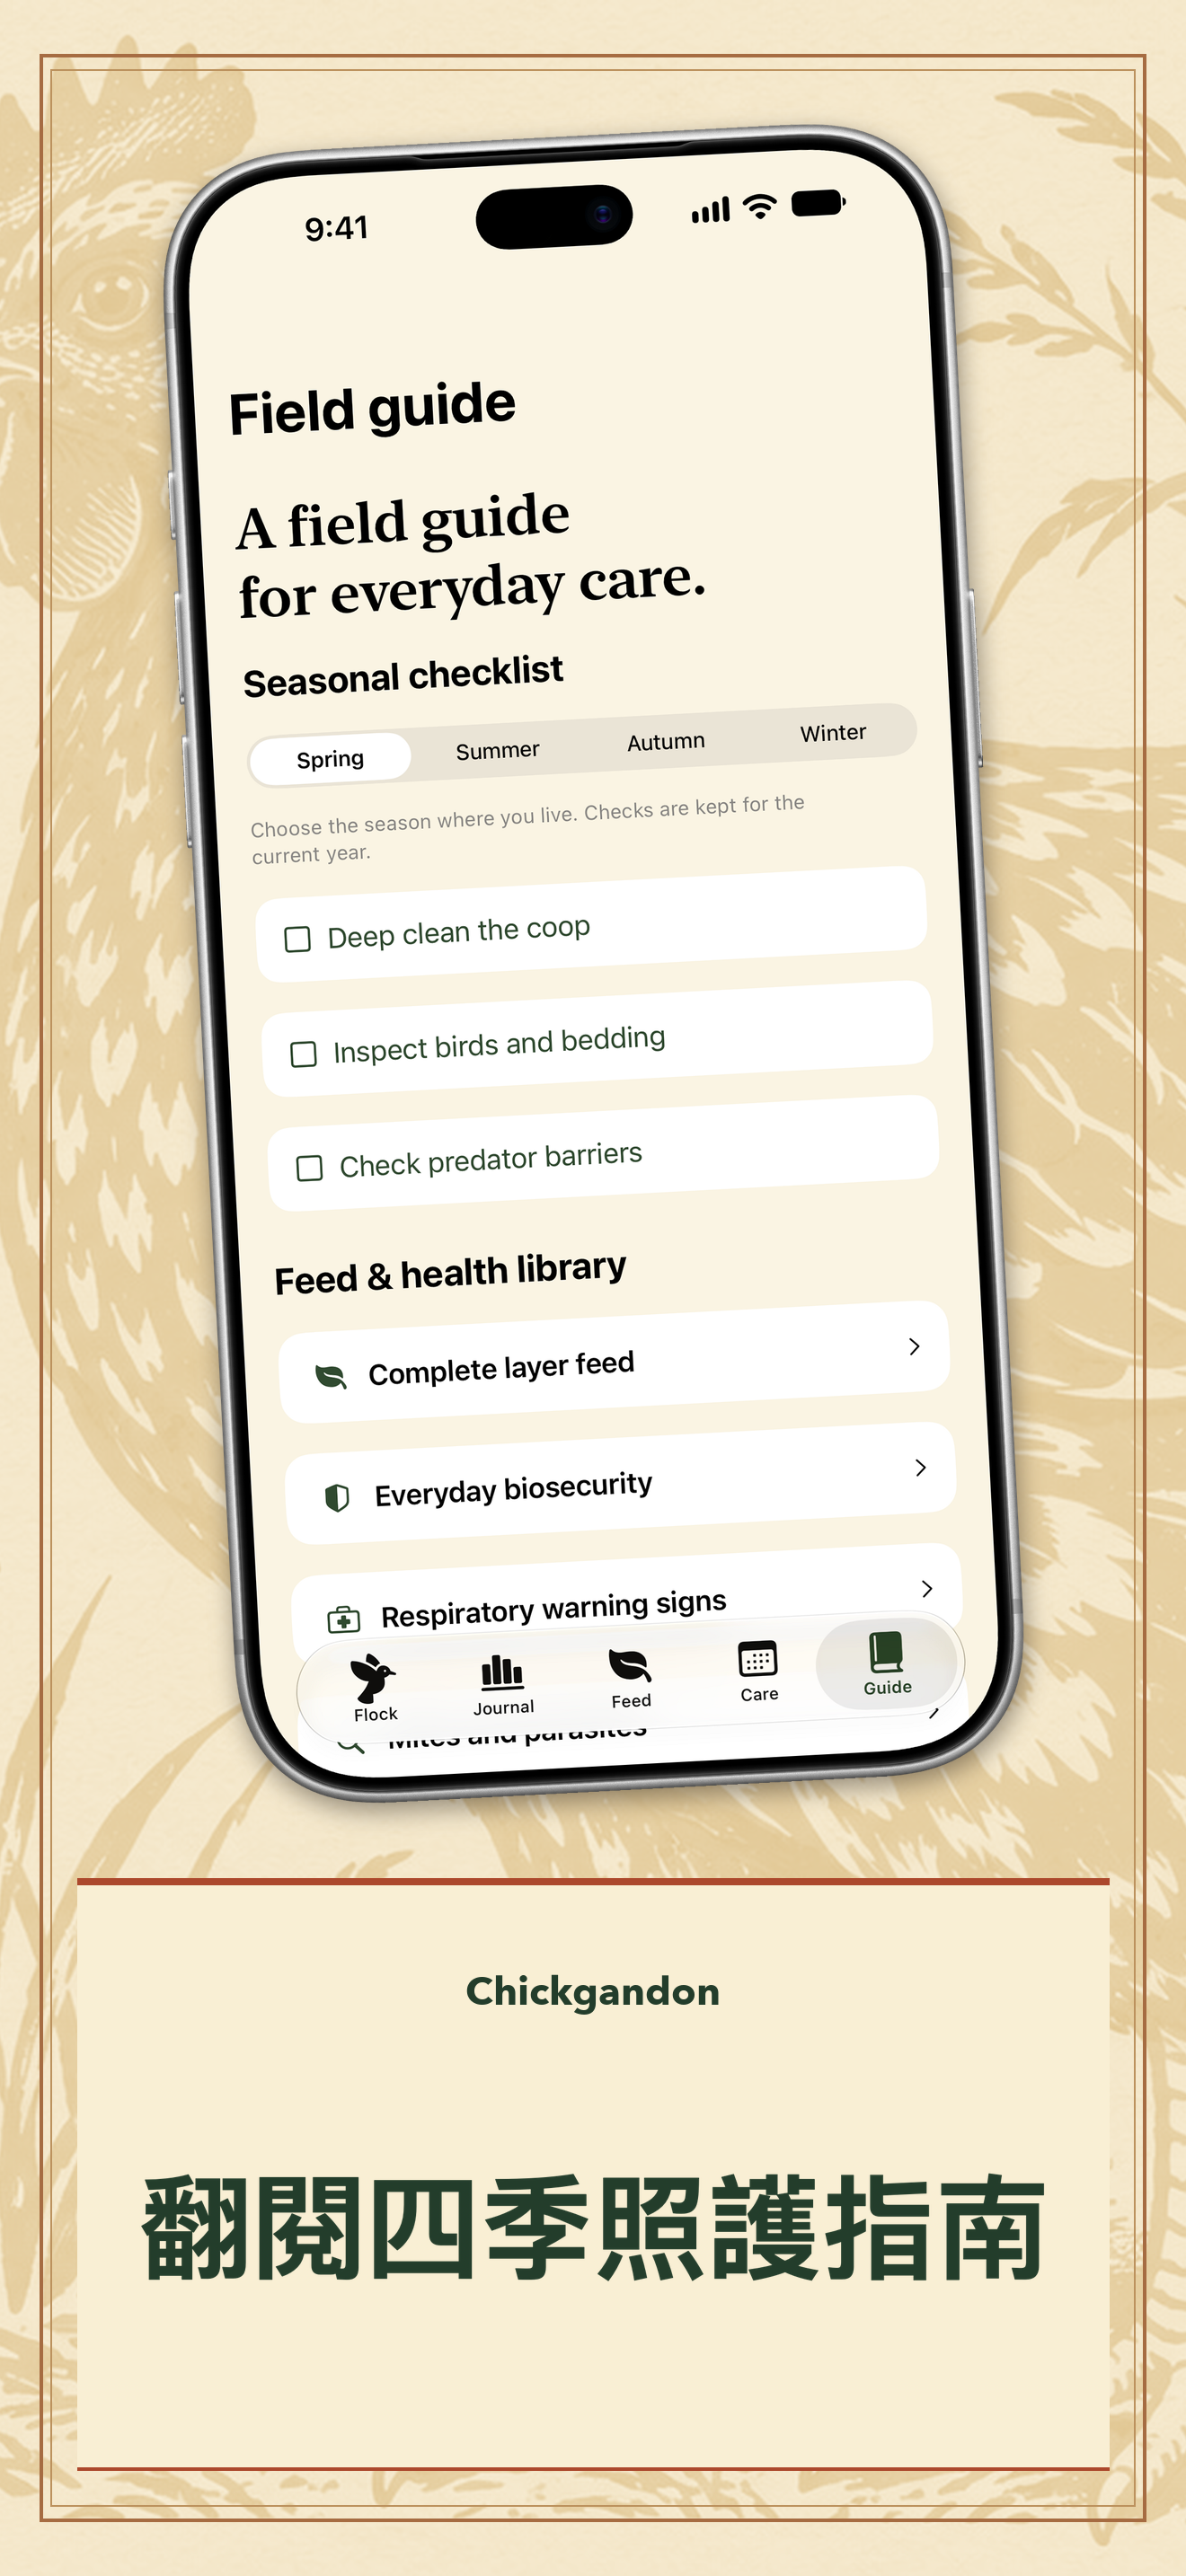 9:41
Field guide
A field guide
for everyday care.
Seasonal checklist
Spring Summer Autumn Winter
Choose the season where you live. Checks are kept for the
current year.
Deep clean the coop
Inspect birds and bedding
Check predator barriers
Feed & health library
Complete layer feed
Everyday biosecurity
Respiratory warning signs
Flock Journal Feed Care Guide
Mites and parasites
Chickgandon
翻閱四季照護指南